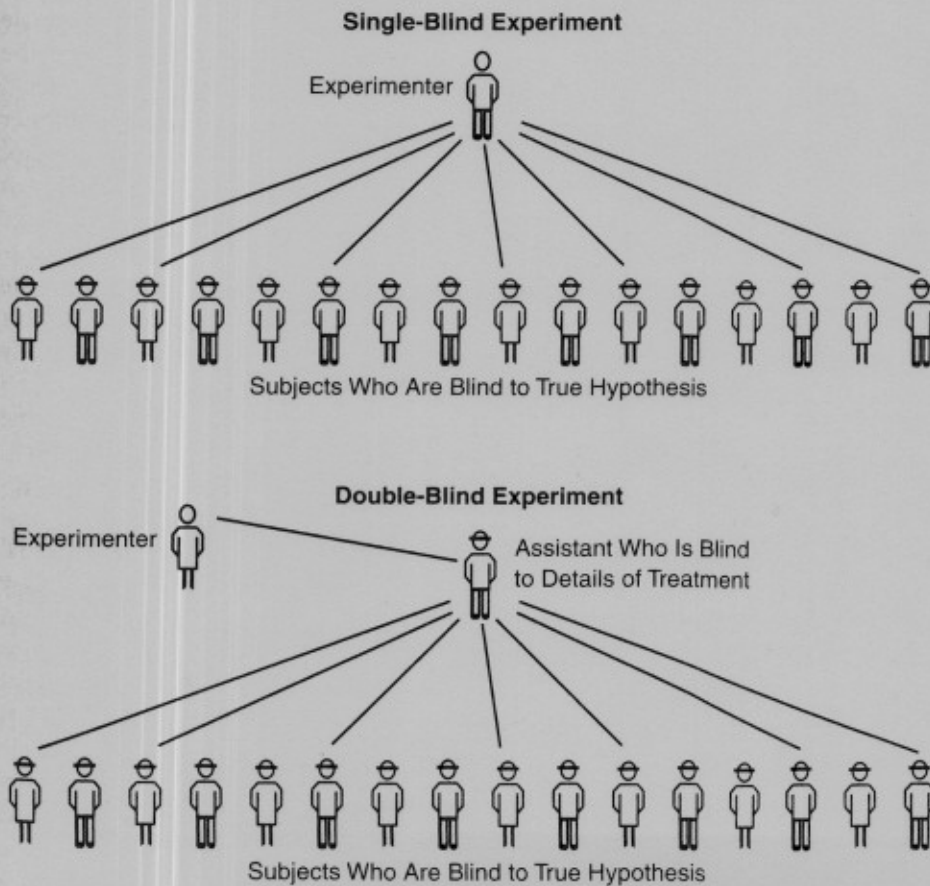 Single-Blind Experiment
Experimenter
Subjects Who Are Blind to True Hypothesis
Double-Blind Experiment
Experimenter
Assistant Who Is Blind
to Details of Treatment
Subjects Who Are Blind to True Hypothesis